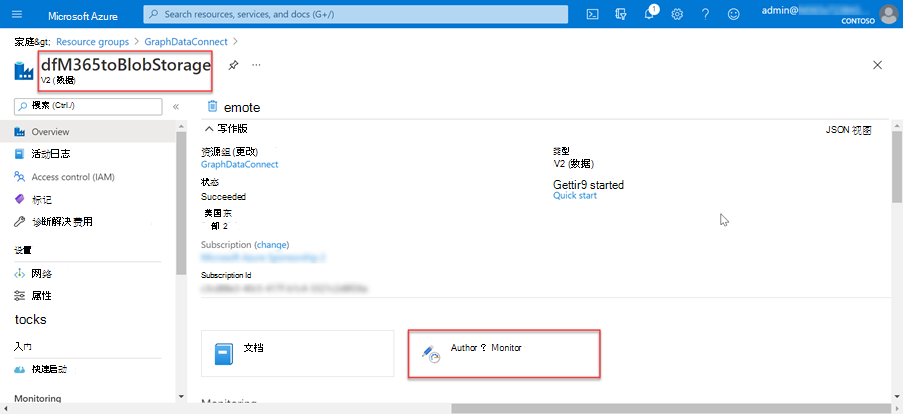 Microsoft Azure
Search resources, services, and docs (G+/)
1
admin@
CONTOSO
家庭&gt; Resource groups > GraphDataConnect >
dfM365toBlobStorage
V2 (数据)
搜索 (Ctrl./)
«
emote
写作版
JSON 视图
Overview
活动日志
Access control (IAM)
标记
诊断解决 费用
设置
网络
属性
tocks
入门
快速启动
Monitoring
资源组 (更改)
GraphDataConnect
状态
Succeeded
美国东
部 2
Subscription (change)
Subscription Id
类型
V2 (数据)
Gettir9 started
Quick start
文档
Author ? Monitor
Monitoring